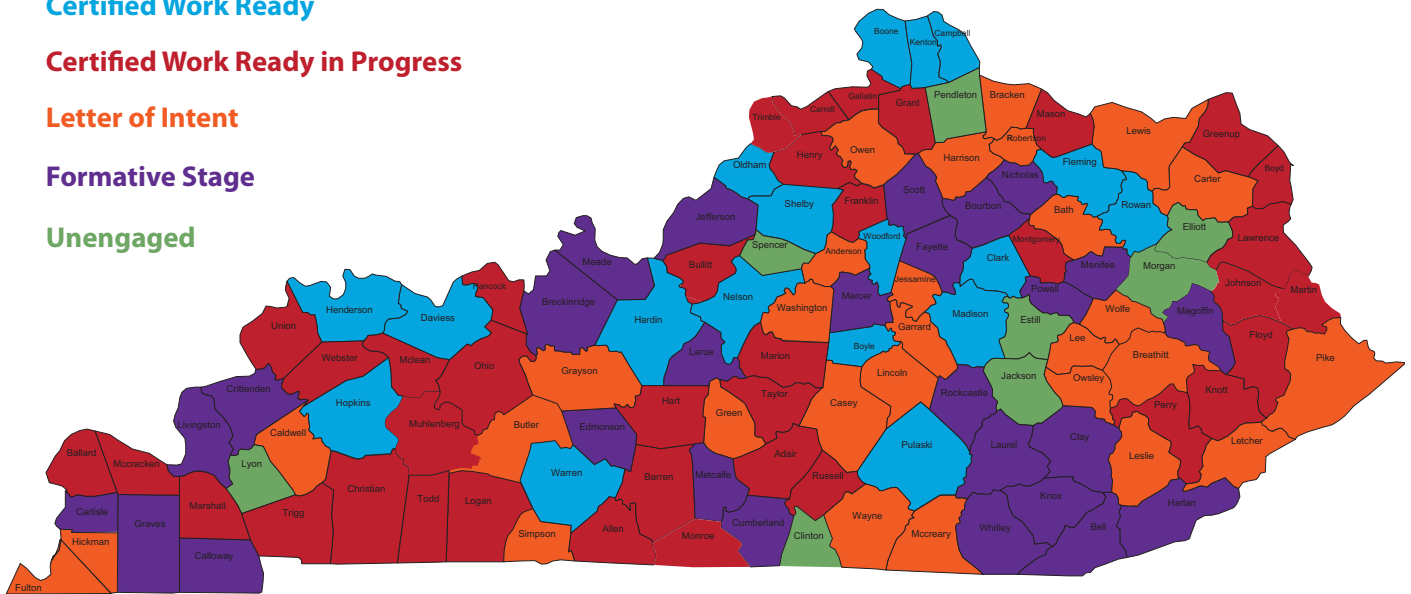 Certified Work Ready
Certified Work Ready in Progress
Letter of Intent
Formative Stage
Unengaged
Boone
Kenton
Campbell
Gallatin
Grant
Pendleton
Bracken
Mason
Trimble
Carroll
Owen
Harrison
Robertson
Lewis
Greenup
Oldham
Henry
Fleming
Boyd
Shelby
Franklin
Scott
Nicholas
Bourbon
Bath
Rowan
Carter
Elliott
Jefferson
Spencer
Anderson
Woodford
Fayette
Montgomery
Lawrence
Meade
Bullitt
Nelson
Clark
Menifee
Morgan
Hancock
Breckinridge
Hardin
Washington
Mercer
Jessamine
Powell
Johnson
Martin
Union
Henderson
Daviess
Larue
Marion
Boyle
Garrard
Madison
Estill
Wolfe
Magoffin
Floyd
Webster
Mclean
Ohio
Grayson
Lee
Breathitt
Pike
Crittenden
Hopkins
Lincoln
Jackson
Owsley
Knott
Livingston
Caldwell
Muhlenberg
Butler
Edmonson
Hart
Green
Taylor
Casey
Rockcastle
Perry
Letcher
Ballard
Mccracken
Lyon
Warren
Barren
Metcalfe
Adair
Russell
Pulaski
Laurel
Clay
Leslie
Carlisle
Graves
Marshall
Trigg
Christian
Todd
Logan
Simpson
Allen
Monroe
Cumberland
Clinton
Wayne
Mccreary
Whitley
Knox
Bell
Harlan
Hickman
Calloway
Fulton